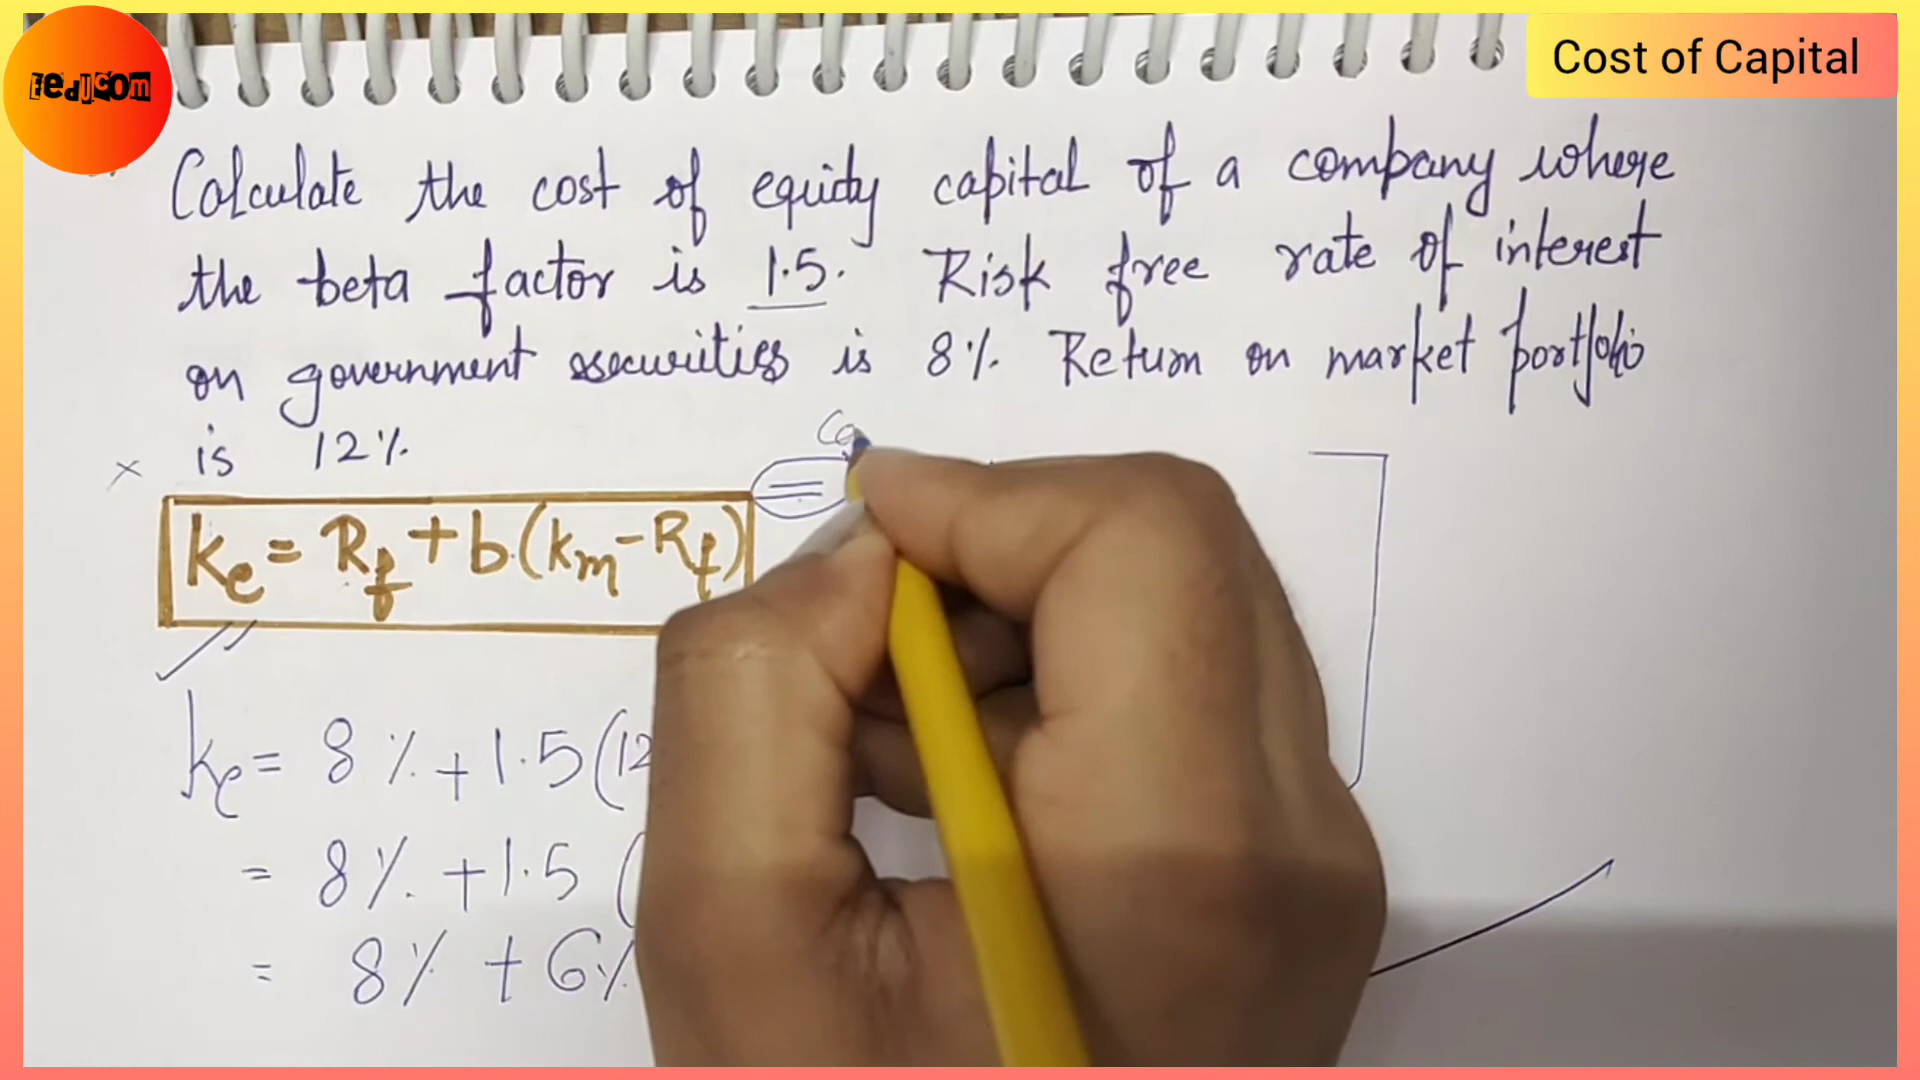 EeduCom
Cost of Capital
Calculate the cost of equity capital of a company where
the beta factor is 1.5. Risk free rate of interest
on government securities is 8% Return on market portfolio
is 12%.
Ke = Rf + b.(Km - Rf)
Ke = 8% + 1.5(12
= 8% + 1.5 (
= 8% + 6%